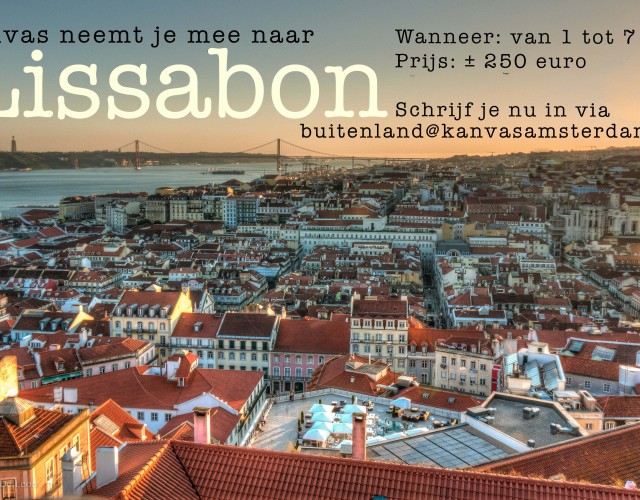 nvas neemt je mee naar
Lissabon
Wanneer: van 1 tot 7
Prijs: ± 250 euro
Schrijf je nu in via
buitenland@kanvasamsterdam